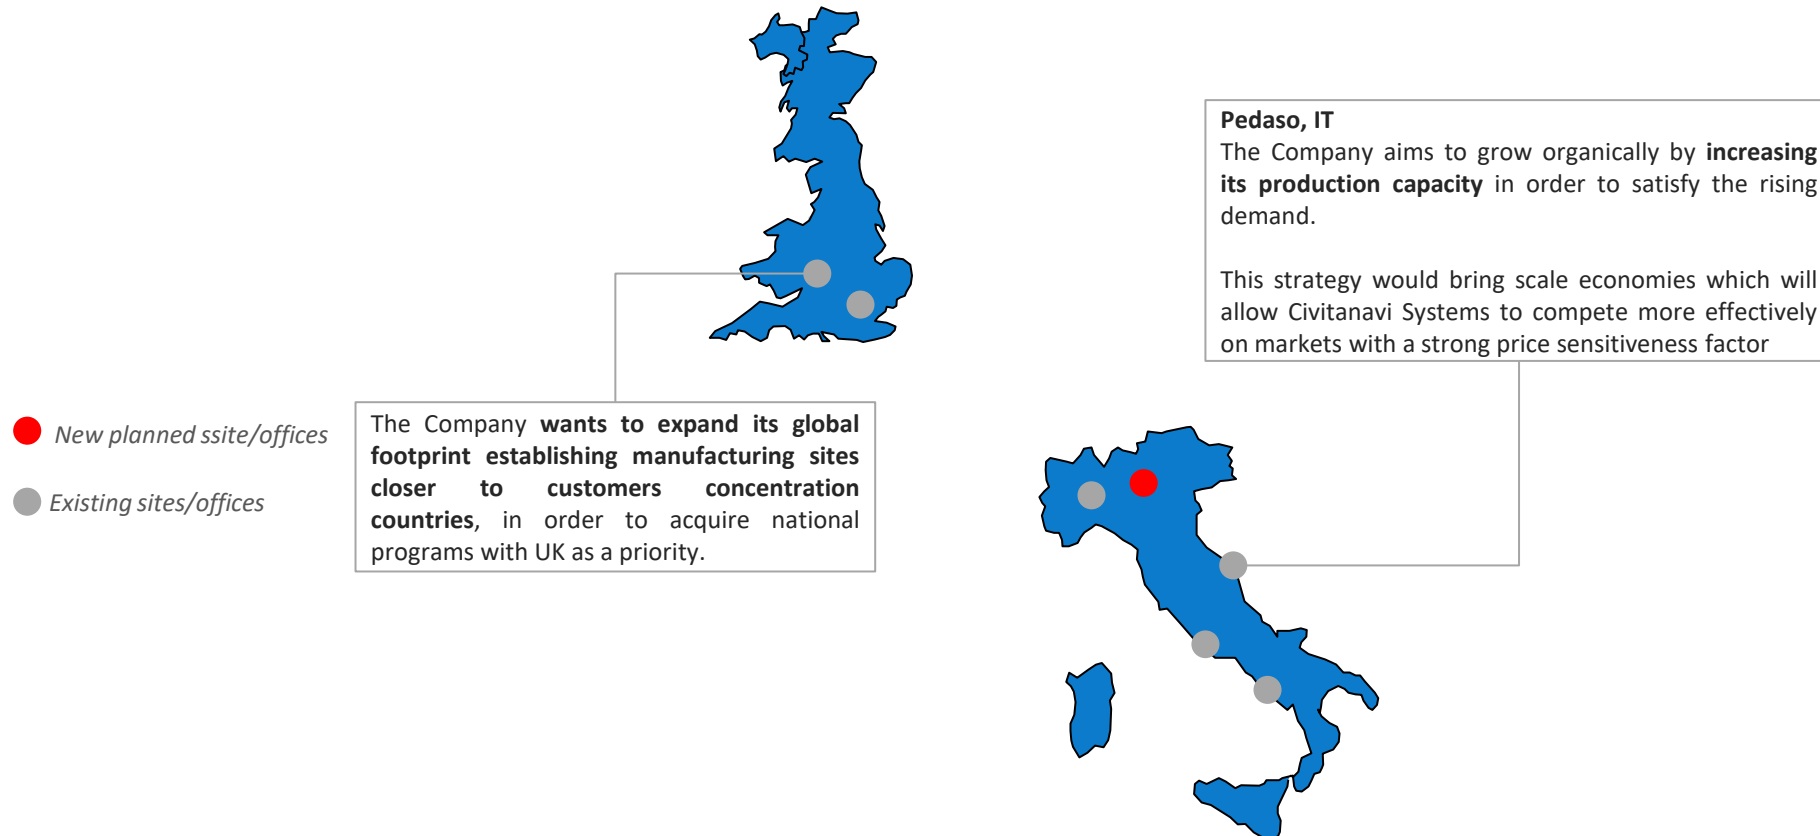 Pedaso, IT
The Company aims to grow organically by increasing
its production capacity in order to satisfy the rising
demand.
This strategy would bring scale economies which will
allow Civitanavi Systems to compete more effectively
on markets with a strong price sensitiveness factor
New planned ssite/offices
Existing sites/offices
The Company wants to expand its global
footprint establishing manufacturing sites
closer to customers concentration
countries, in order to acquire national
programs with UK as a priority.